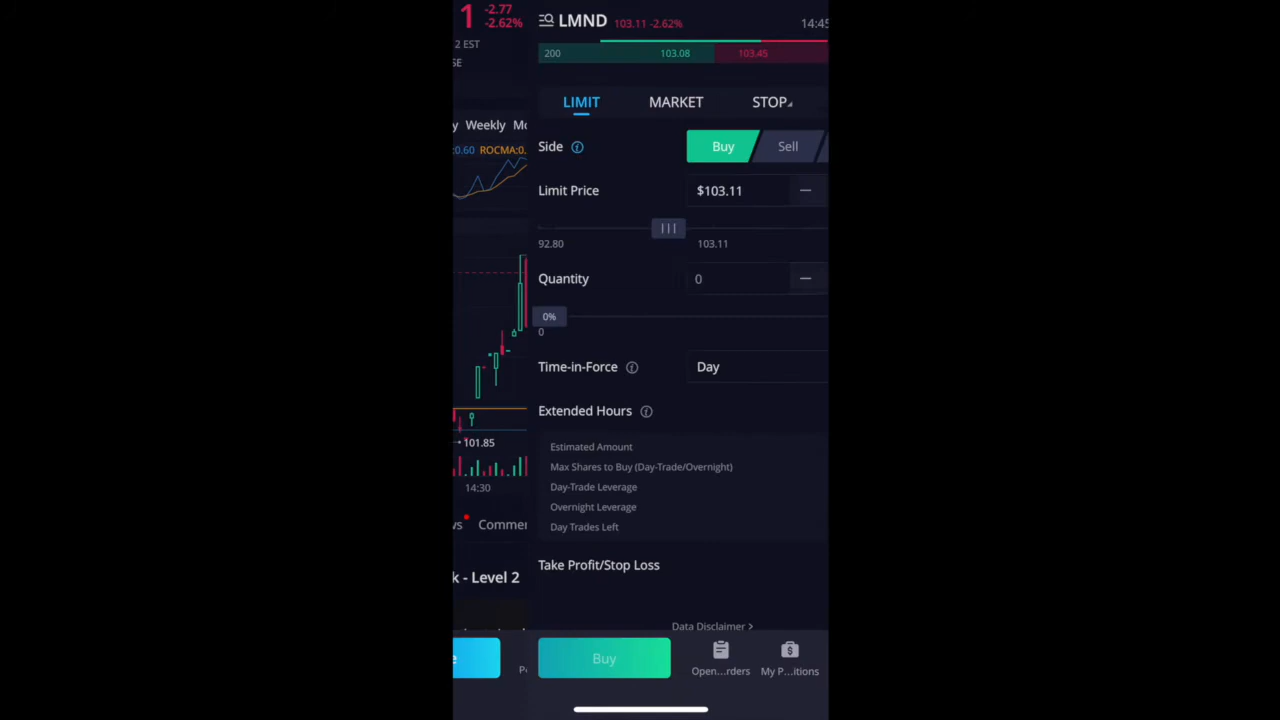 1 -2.77
-2.62%
2 EST
SE
y Weekly Mo
:0.60 ROCMA:0.
101.85
14:30
ws Commen
k - Level 2
e
Po
LMND 103.11 -2.62% 14:45
200 103.08 103.45
LIMIT MARKET STOP
Side Buy Sell
Limit Price $103.11
92.80 103.11
Quantity 0
0%
0
Time-in-Force Day
Extended Hours
Estimated Amount
Max Shares to Buy (Day-Trade/Overnight)
Day-Trade Leverage
Overnight Leverage
Day Trades Left
Take Profit/Stop Loss
Data Disclaimer >
Buy Open...rders My P...itions